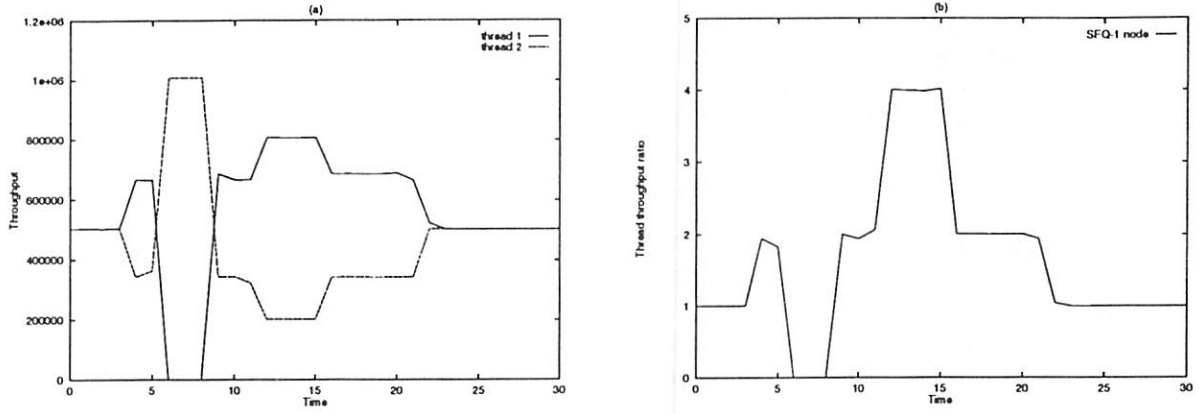 (a)
1.2e+06
1e+06
800000
600000
400000
200000
0
Throughput
thread 1
thread 2
0 5 10 15 20 25 30
Time
(b)
5
4
3
2
1
0
Thread throughput ratio
SFQ-1 node
0 5 10 15 20 25 30
Time